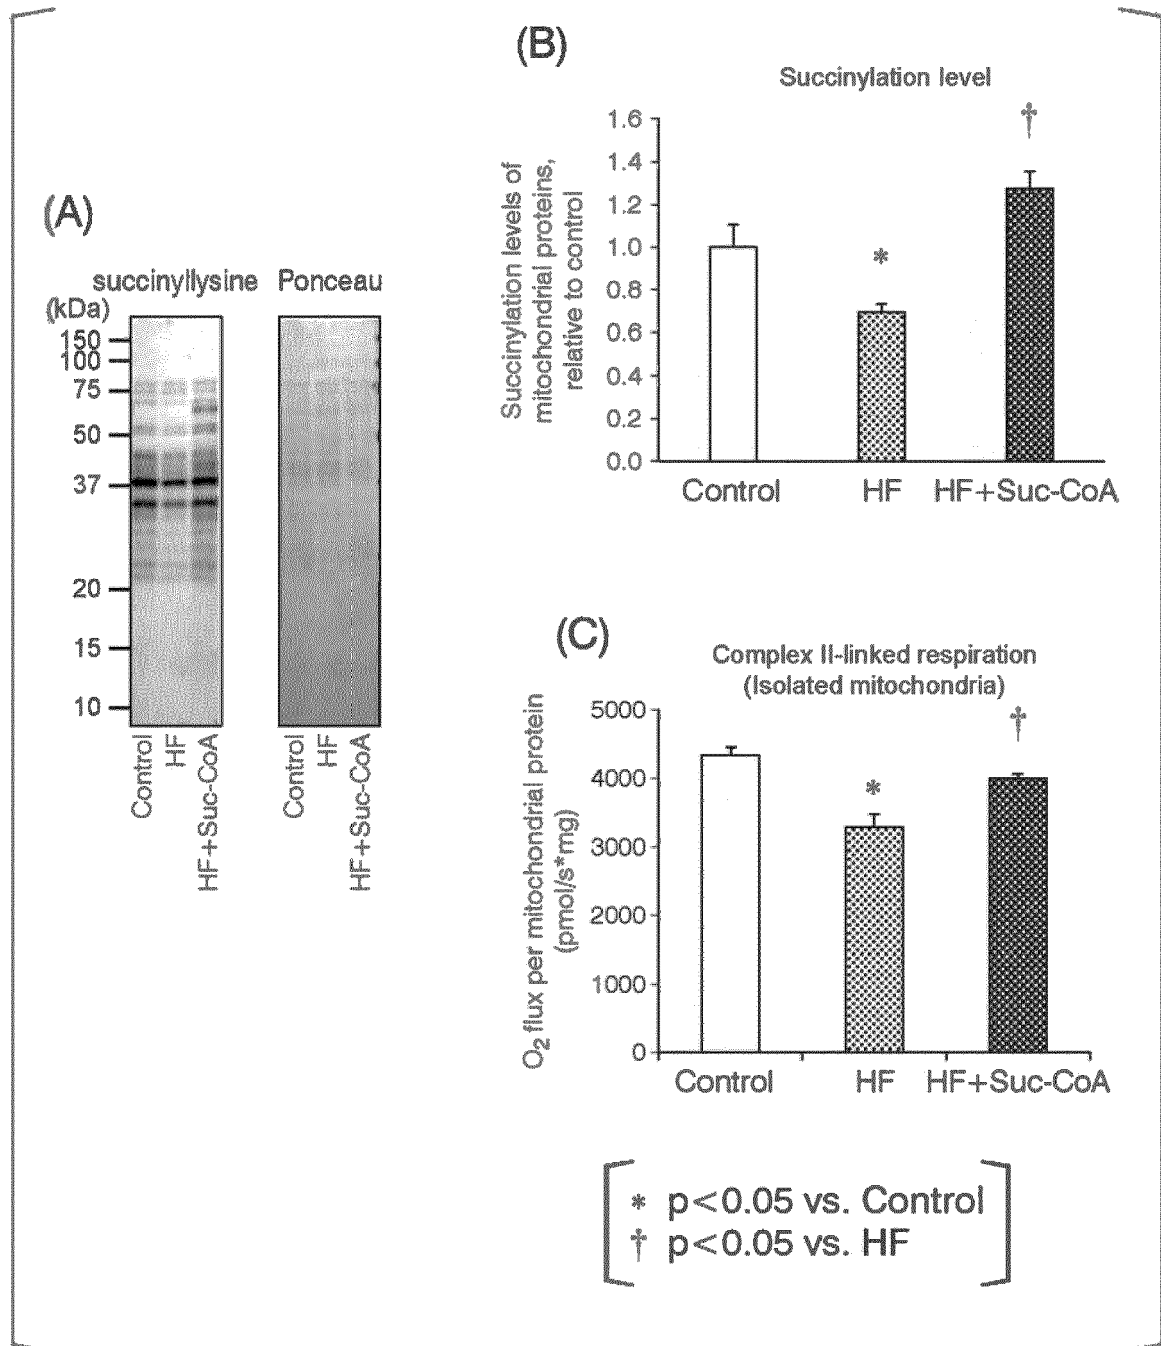 (A)
succinyllysine Ponceau
(kDa)
150
100
75
50
37
20
15
10
Control
HF
HF+Suc-CoA
Control
HF
HF+Suc-CoA
(B)
Succinylation level
Succinylation levels of
mitochondrial proteins,
relative to control
1.6
1.4
1.2
1.0
0.8
0.6
0.4
0.2
0.0
*
†
Control HF HF+Suc-CoA
(C)
Complex II-linked respiration
(Isolated mitochondria)
O2 flux per mitochondrial protein
(pmol/s*mg)
5000
4000
3000
2000
1000
0
*
†
Control HF HF+Suc-CoA
* p<0.05 vs. Control
† p<0.05 vs. HF